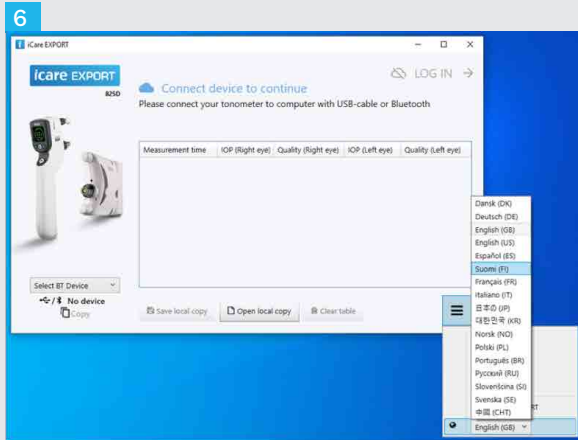 6
iCare EXPORT
icare EXPORT
825D
LOG IN
Connect device to continue
Please connect your tonometer to computer with USB-cable or Bluetooth
Measurement time IOP (Right eye) Quality (Right eye) IOP (Left eye) Quality (Left eye)
Select BT Device
/ No device
Copy
Save local copy Open local copy Clear table
Dansk (DK)
Deutsch (DE)
English (GB)
English (US)
Español (ES)
Suomi (FI)
Français (FR)
Italiano (IT)
日本の (JP)
대한민국 (KR)
Norsk (NO)
Polski (PL)
Português (BR)
Русский (RU)
Slovenščina (SI)
Svenska (SE)
中國 (CHT)
RT
English (GB)